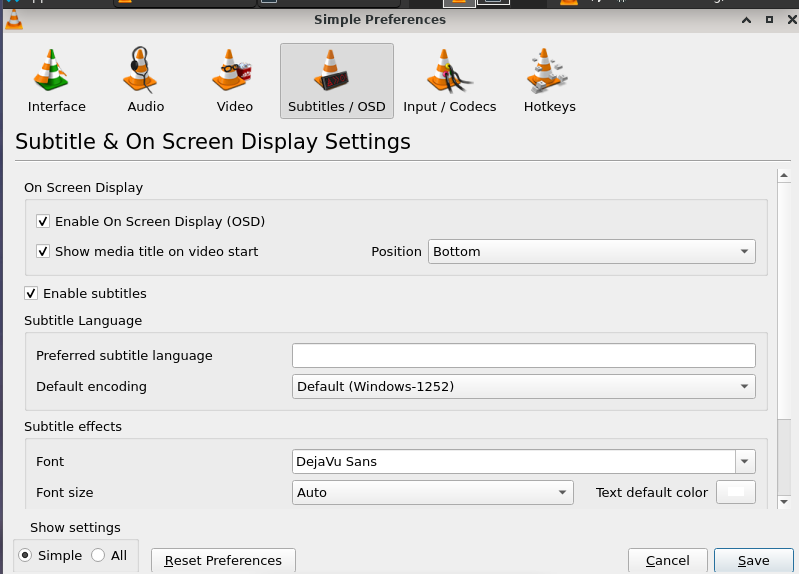 Simple Preferences
Interface
Audio
Video
Subtitles / OSD
Input / Codecs
Hotkeys
Subtitle & On Screen Display Settings
On Screen Display
Enable On Screen Display (OSD)
Show media title on video start
Position
Bottom
Enable subtitles
Subtitle Language
Preferred subtitle language
Default encoding
Default (Windows-1252)
Subtitle effects
Font
DejaVu Sans
Font size
Auto
Text default color
Show settings
Simple
All
Reset Preferences
Cancel
Save